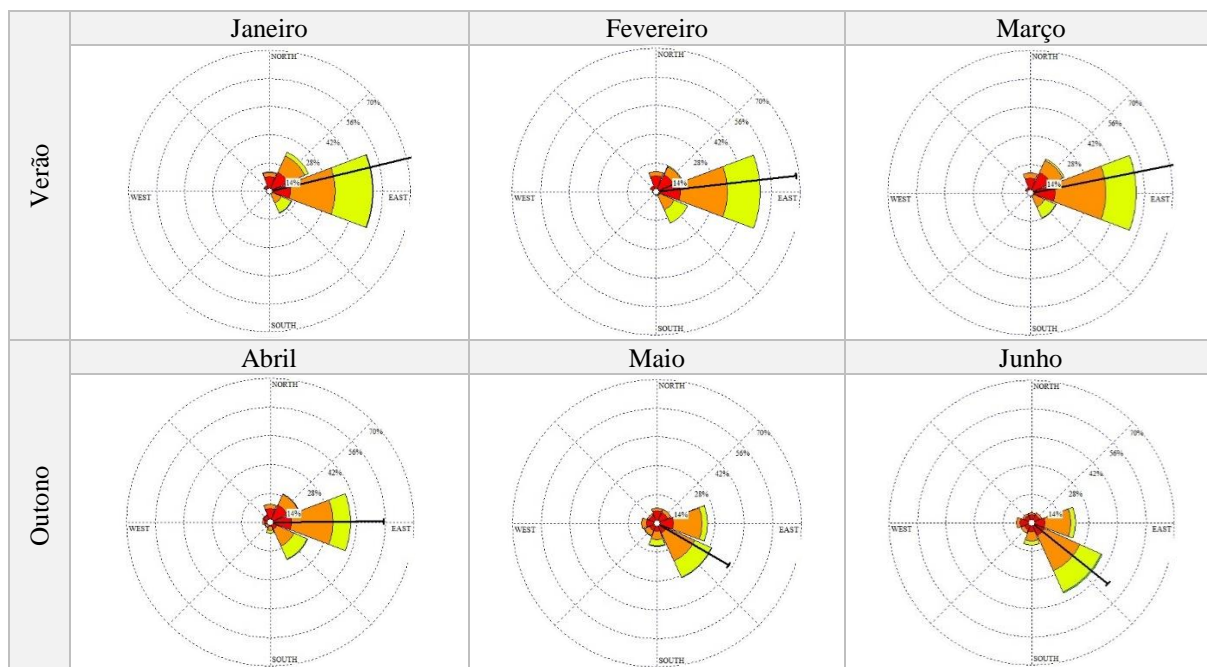 Verão
Janeiro
Fevereiro
Março
NORTH
70%
56%
42%
28%
14%
WEST
EAST
SOUTH
NORTH
70%
56%
42%
28%
14%
WEST
EAST
SOUTH
NORTH
70%
56%
42%
28%
14%
WEST
EAST
SOUTH
Outono
Abril
Maio
Junho
NORTH
70%
56%
42%
28%
14%
WEST
EAST
SOUTH
NORTH
70%
56%
42%
28%
14%
WEST
EAST
SOUTH
NORTH
70%
56%
42%
28%
14%
WEST
EAST
SOUTH